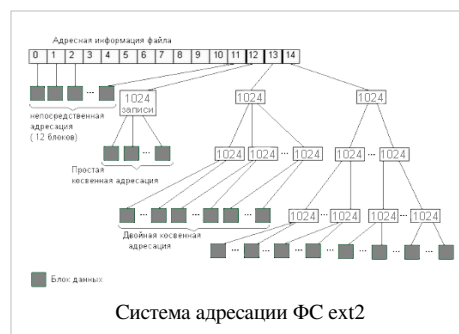 Адресная информация файла
0 1 2 3 4 5 6 7 8 9 10 11 12 13 14
1024
записи
1024
1024
непосредственная
адресация
(12 блоков)
1024 1024 ... 1024
1024 ... 1024
Простая
косвенная адресация
1024 ... 1024
1024 ... 1024
Двойная косвенная
адресация
Блок данных
Система адресации ФС ext2